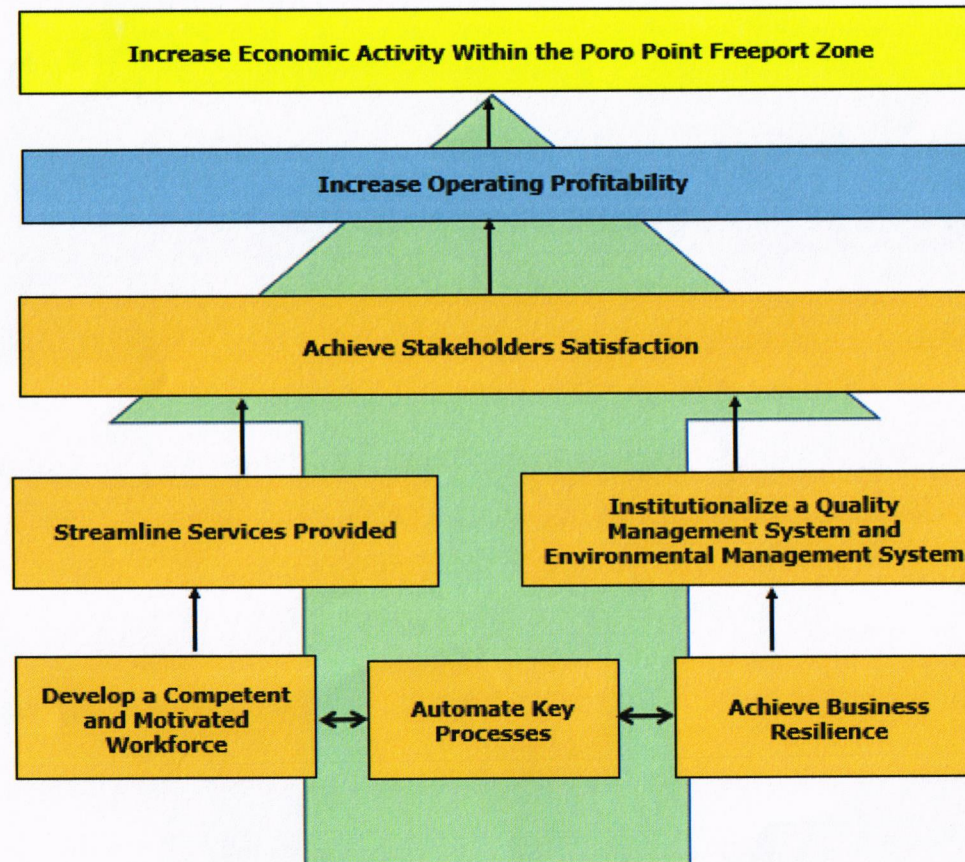 Increase Economic Activity Within the Poro Point Freeport Zone
Increase Operating Profitability
Achieve Stakeholders Satisfaction
Streamline Services Provided
Institutionalize a Quality
Management System and
Environmental Management System
Develop a Competent
and Motivated
Workforce
Automate Key
Processes
Achieve Business
Resilience